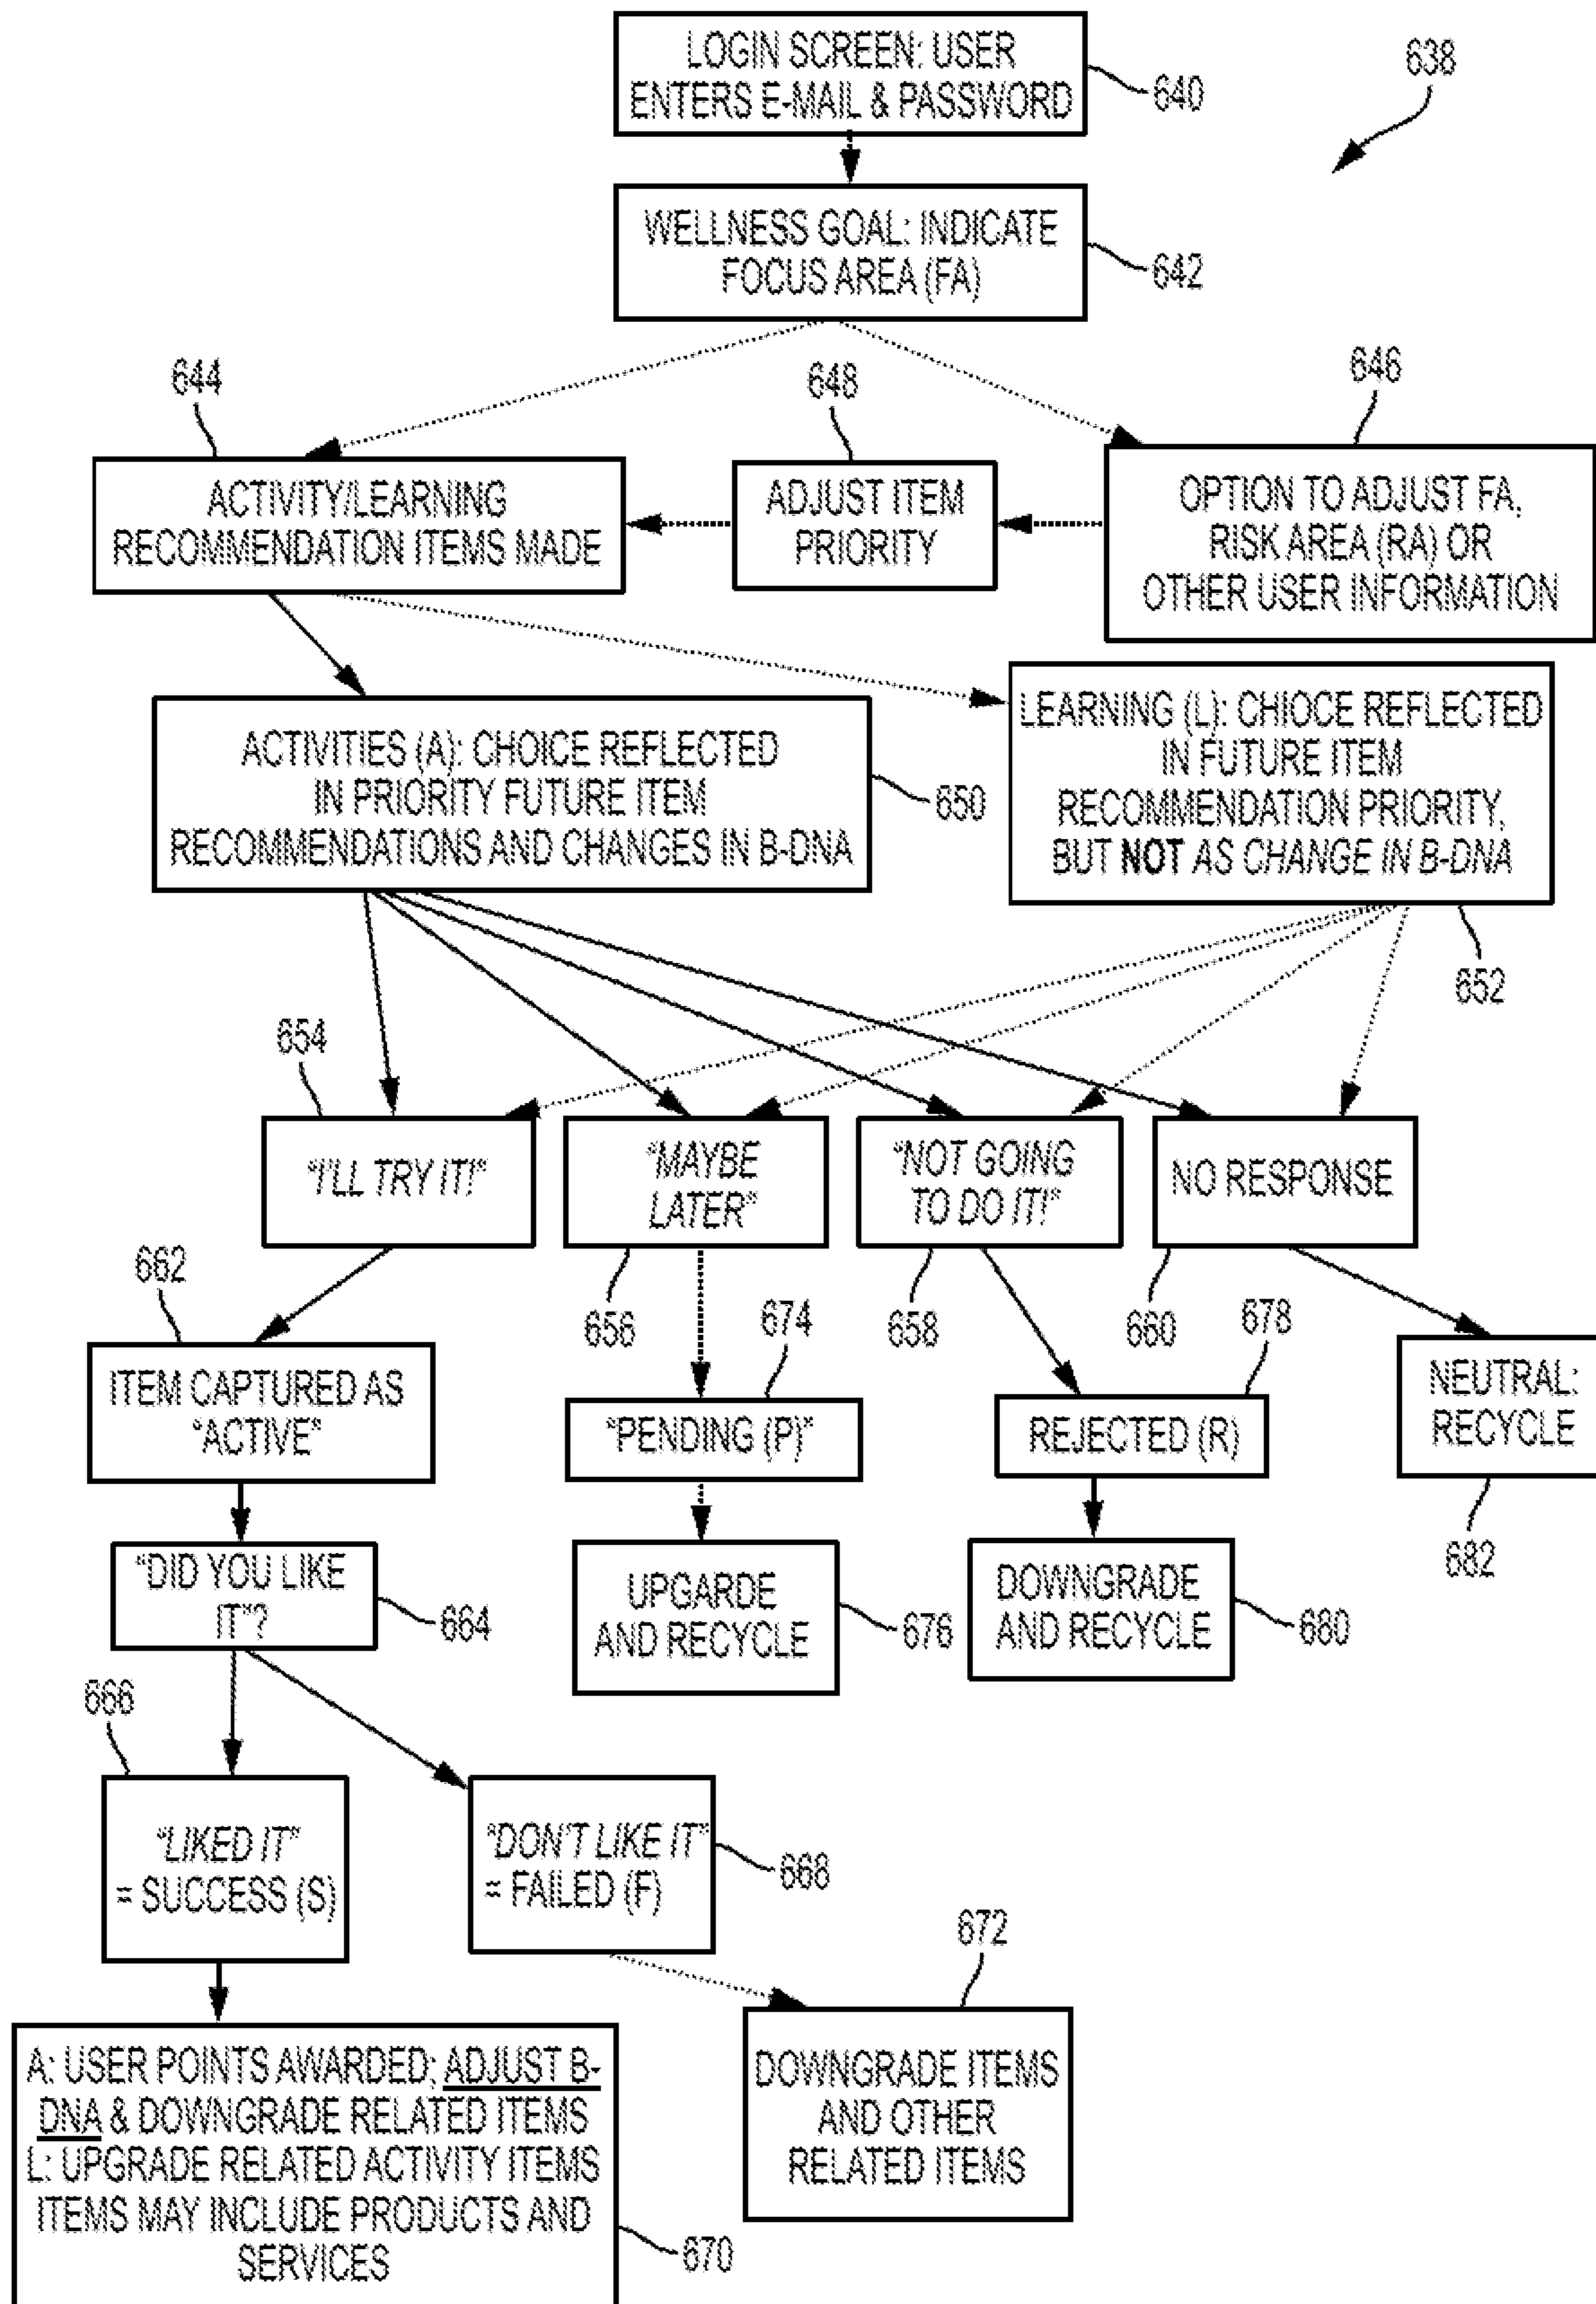 LOGIN SCREEN: USER
ENTERS E-MAIL & PASSWORD
640
638
WELLNESS GOAL: INDICATE
FOCUS AREA (FA)
642
644
648
646
ACTIVITY/LEARNING
RECOMMENDATION ITEMS MADE
ADJUST ITEM
PRIORITY
OPTION TO ADJUST FA,
RISK AREA (RA) OR
OTHER USER INFORMATION
ACTIVITIES (A): CHOICE REFLECTED
IN PRIORITY FUTURE ITEM
RECOMMENDATIONS AND CHANGES IN B-DNA
650
LEARNING (L): CHIOCE REFLECTED
IN FUTURE ITEM
RECOMMENDATION PRIORITY,
BUT NOT AS CHANGE IN B-DNA
652
654
"I'LL TRY IT!"
"MAYBE
LATER"
"NOT GOING
TO DO IT!"
NO RESPONSE
662
656
674
658
660
678
ITEM CAPTURED AS
"ACTIVE"
"PENDING (P)"
REJECTED (R)
NEUTRAL:
RECYCLE
682
"DID YOU LIKE
IT"?
664
UPGARDE
AND RECYCLE
676
DOWNGRADE
AND RECYCLE
680
666
"LIKED IT"
= SUCCESS (S)
"DON'T LIKE IT"
= FAILED (F)
668
672
A: USER POINTS AWARDED; ADJUST B-
DNA & DOWNGRADE RELATED ITEMS
L: UPGRADE RELATED ACTIVITY ITEMS
ITEMS MAY INCLUDE PRODUCTS AND
SERVICES
670
DOWNGRADE ITEMS
AND OTHER
RELATED ITEMS